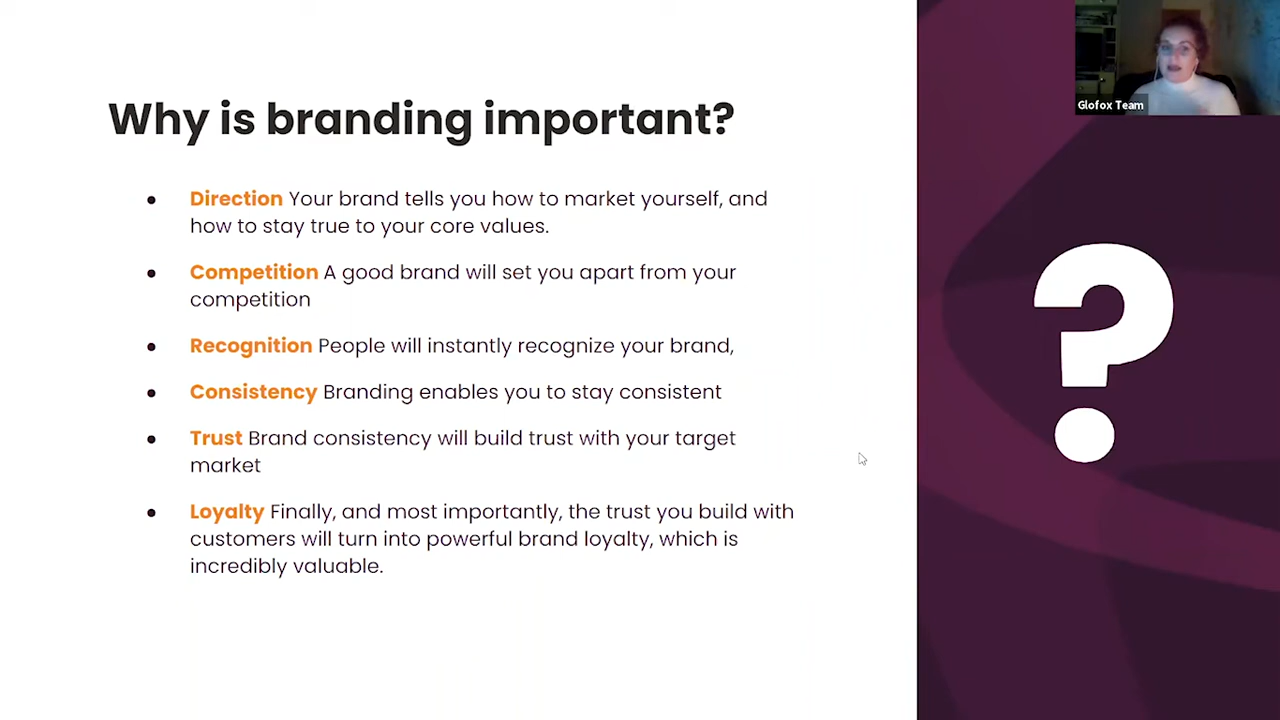 Glofox Team
Why is branding important?
● Direction Your brand tells you how to market yourself, and
how to stay true to your core values.
● Competition A good brand will set you apart from your
competition
● Recognition People will instantly recognize your brand,
● Consistency Branding enables you to stay consistent
● Trust Brand consistency will build trust with your target
market
● Loyalty Finally, and most importantly, the trust you build with
customers will turn into powerful brand loyalty, which is
incredibly valuable.
?